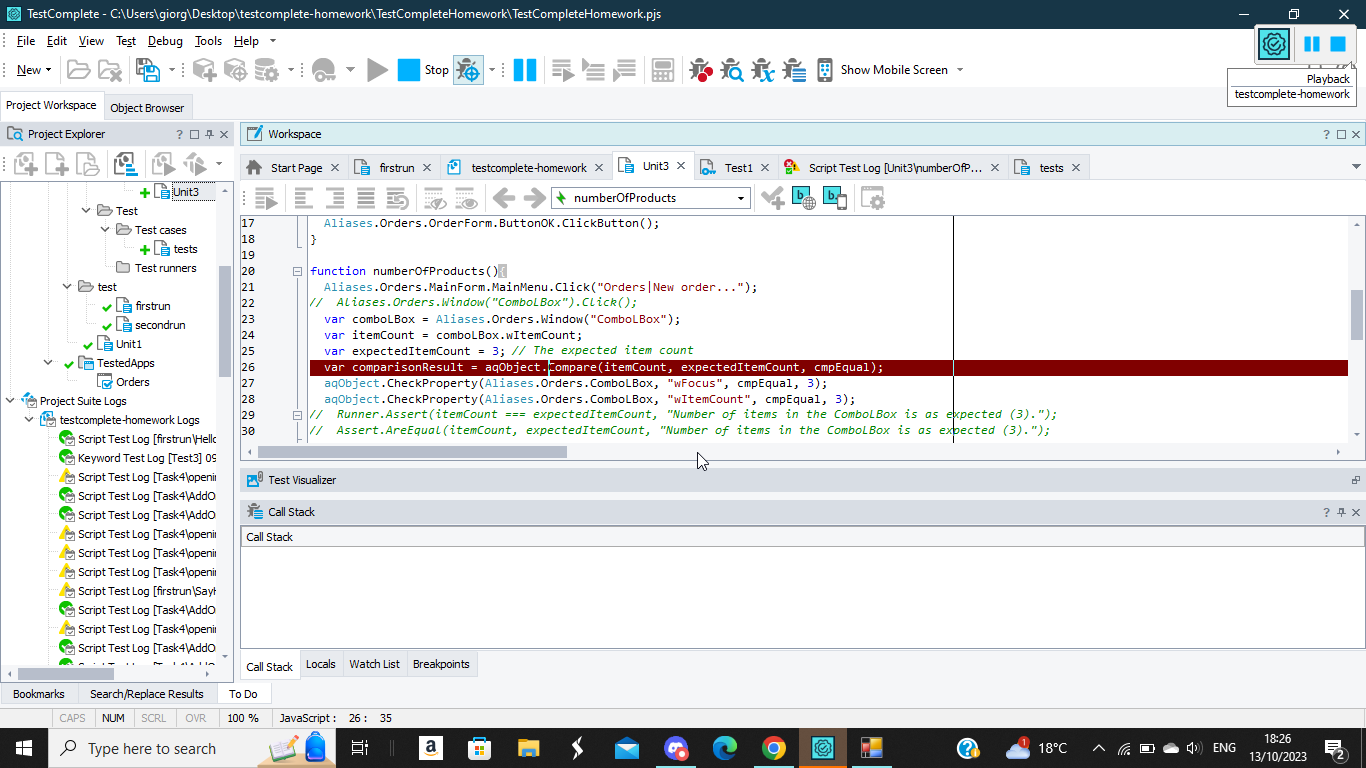 TestComplete - C:\Users\giorg\Desktop\testcomplete-homework\TestCompleteHomework\TestCompleteHomework.pjs
File Edit View Test Debug Tools Help
New Stop Show Mobile Screen
Playback
testcomplete-homework
Project Workspace Object Browser
Project Explorer
Workspace
Start Page firstrun testcomplete-homework Unit3 Test1 Script Test Log [Unit3\numberOfP... tests
numberOfProducts
Unit3
Test
Test cases
tests
Test runners
test
firstrun
secondrun
Unit1
TestedApps
Orders
Project Suite Logs
testcomplete-homework Logs
Script Test Log [firstrun\Hello
Keyword Test Log [Test3] 09
Script Test Log [Task4\openin
Script Test Log [Task4\AddO
Script Test Log [Task4\AddO
Script Test Log [Task4\openin
Script Test Log [Task4\openin
Script Test Log [Task4\openin
Script Test Log [firstrun\SayH
Script Test Log [Task4\AddO
Script Test Log [Task4\openin
Script Test Log [Task4\AddO
17 Aliases.Orders.OrderForm.ButtonOK.ClickButton();
18 }
19
20 function numberOfProducts(){
21 Aliases.Orders.MainForm.MainMenu.Click("Orders|New order...");
22 // Aliases.Orders.Window("ComboLBox").Click();
23 var comboLBox = Aliases.Orders.Window("ComboLBox");
24 var itemCount = comboLBox.wItemCount;
25 var expectedItemCount = 3; // The expected item count
26 var comparisonResult = aqObject.Compare(itemCount, expectedItemCount, cmpEqual);
27 aqObject.CheckProperty(Aliases.Orders.ComboLBox, "wFocus", cmpEqual, 3);
28 aqObject.CheckProperty(Aliases.Orders.ComboLBox, "wItemCount", cmpEqual, 3);
29 // Runner.Assert(itemCount === expectedItemCount, "Number of items in the ComboLBox is as expected (3).");
30 // Assert.AreEqual(itemCount, expectedItemCount, "Number of items in the ComboLBox is as expected (3).");
Test Visualizer
Call Stack
Call Stack
Call Stack Locals Watch List Breakpoints
Bookmarks Search/Replace Results To Do
CAPS NUM SCRL OVR 100 % JavaScript : 26 : 35
Type here to search
18°C ENG
18:26
13/10/2023
2